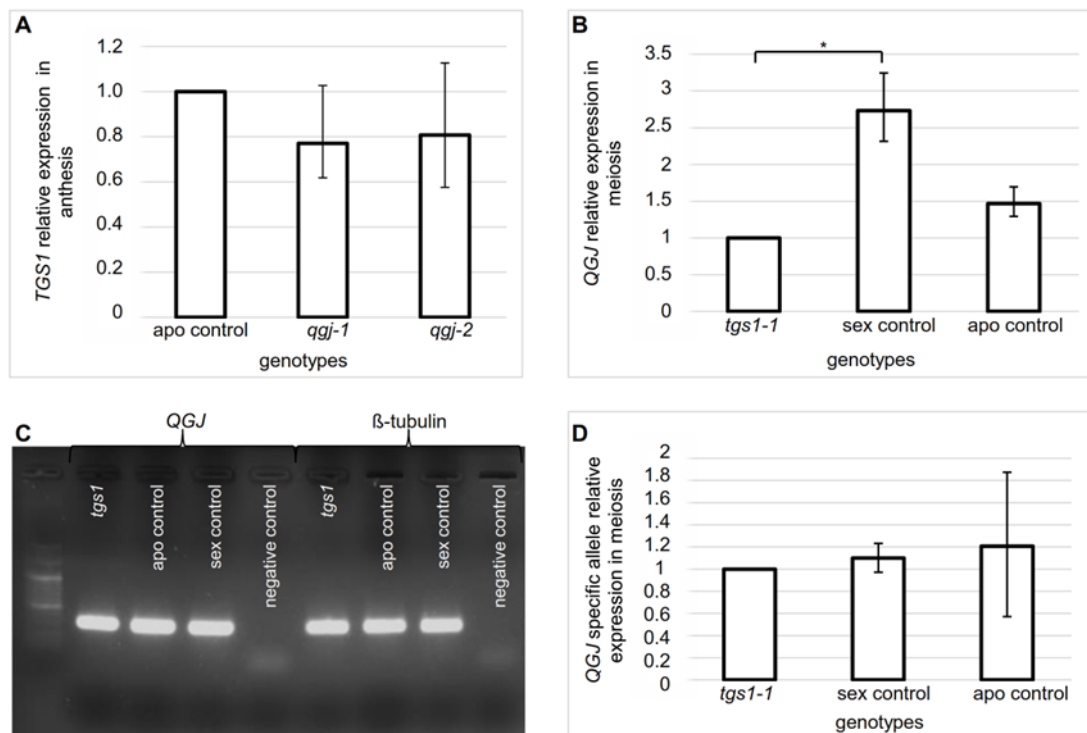 A
TGS1 relative expression in
anthesis
1.2
1.0
0.8
0.6
0.4
0.2
0
apo control qgj-1 qgj-2
genotypes
B
QGJ relative expression in
meiosis
3.5
3
2.5
2
1.5
1
0.5
0
*
tgs1-1 sex control apo control
genotypes
C
QGJ ß-tubulin
tgs1
apo control
sex control
negative control
tgs1
apo control
sex control
negative control
D
QGJ specific allele relative
expression in meiosis
2
1.8
1.6
1.4
1.2
1
0.8
0.6
0.4
0.2
0
tgs1-1 sex control apo control
genotypes